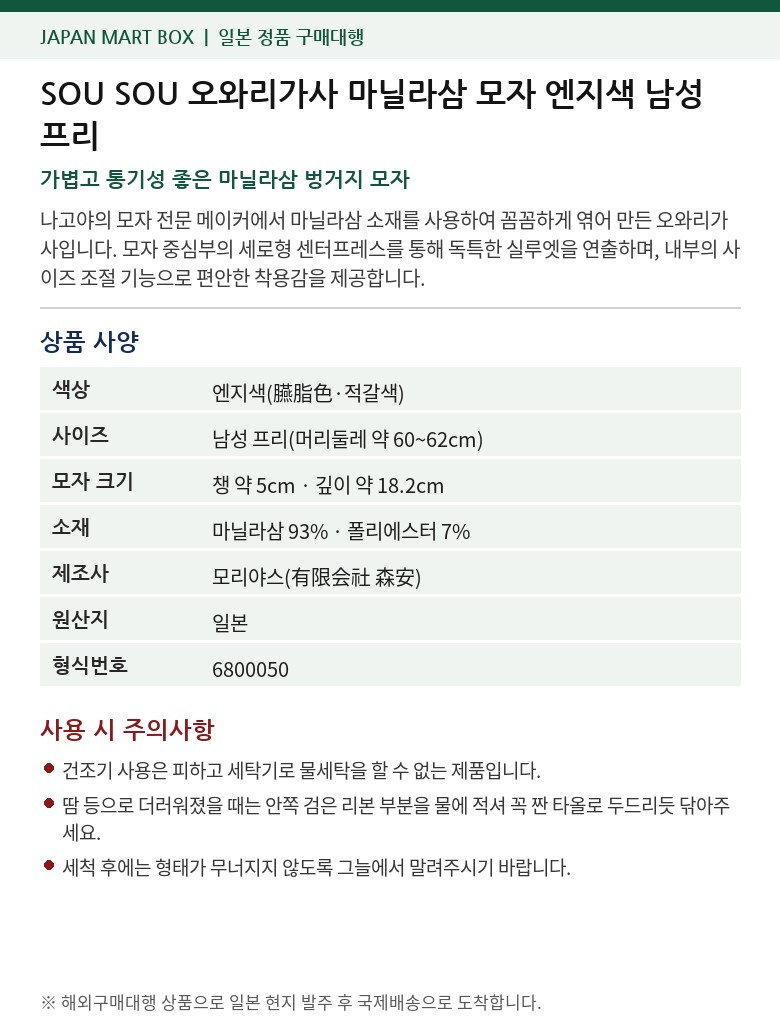 JAPAN MART BOX | 일본 정품 구매대행
SOU SOU 오와리가사 마닐라삼 모자 엔지색 남성
프리
가볍고 통기성 좋은 마닐라삼 벙거지 모자
나고야의 모자 전문 메이커에서 마닐라삼 소재를 사용하여 꼼꼼하게 엮어 만든 오와리가
사입니다. 모자 중심부의 세로형 센터프레스를 통해 독특한 실루엣을 연출하며, 내부의 사
이즈 조절 기능으로 편안한 착용감을 제공합니다.
상품 사양
색상 엔지색(臙脂色·적갈색)
사이즈 남성 프리(머리둘레 약 60~62cm)
모자 크기 챙 약 5cm · 깊이 약 18.2cm
소재 마닐라삼 93% · 폴리에스터 7%
제조사 모리야스(有限会社 森安)
원산지 일본
형식번호 6800050
사용 시 주의사항
● 건조기 사용은 피하고 세탁기로 물세탁을 할 수 없는 제품입니다.
● 땀 등으로 더러워졌을 때는 안쪽 검은 리본 부분을 물에 적셔 꼭 짠 타올로 두드리듯 닦아주
세요.
● 세척 후에는 형태가 무너지지 않도록 그늘에서 말려주시기 바랍니다.
※ 해외구매대행 상품으로 일본 현지 발주 후 국제배송으로 도착합니다.